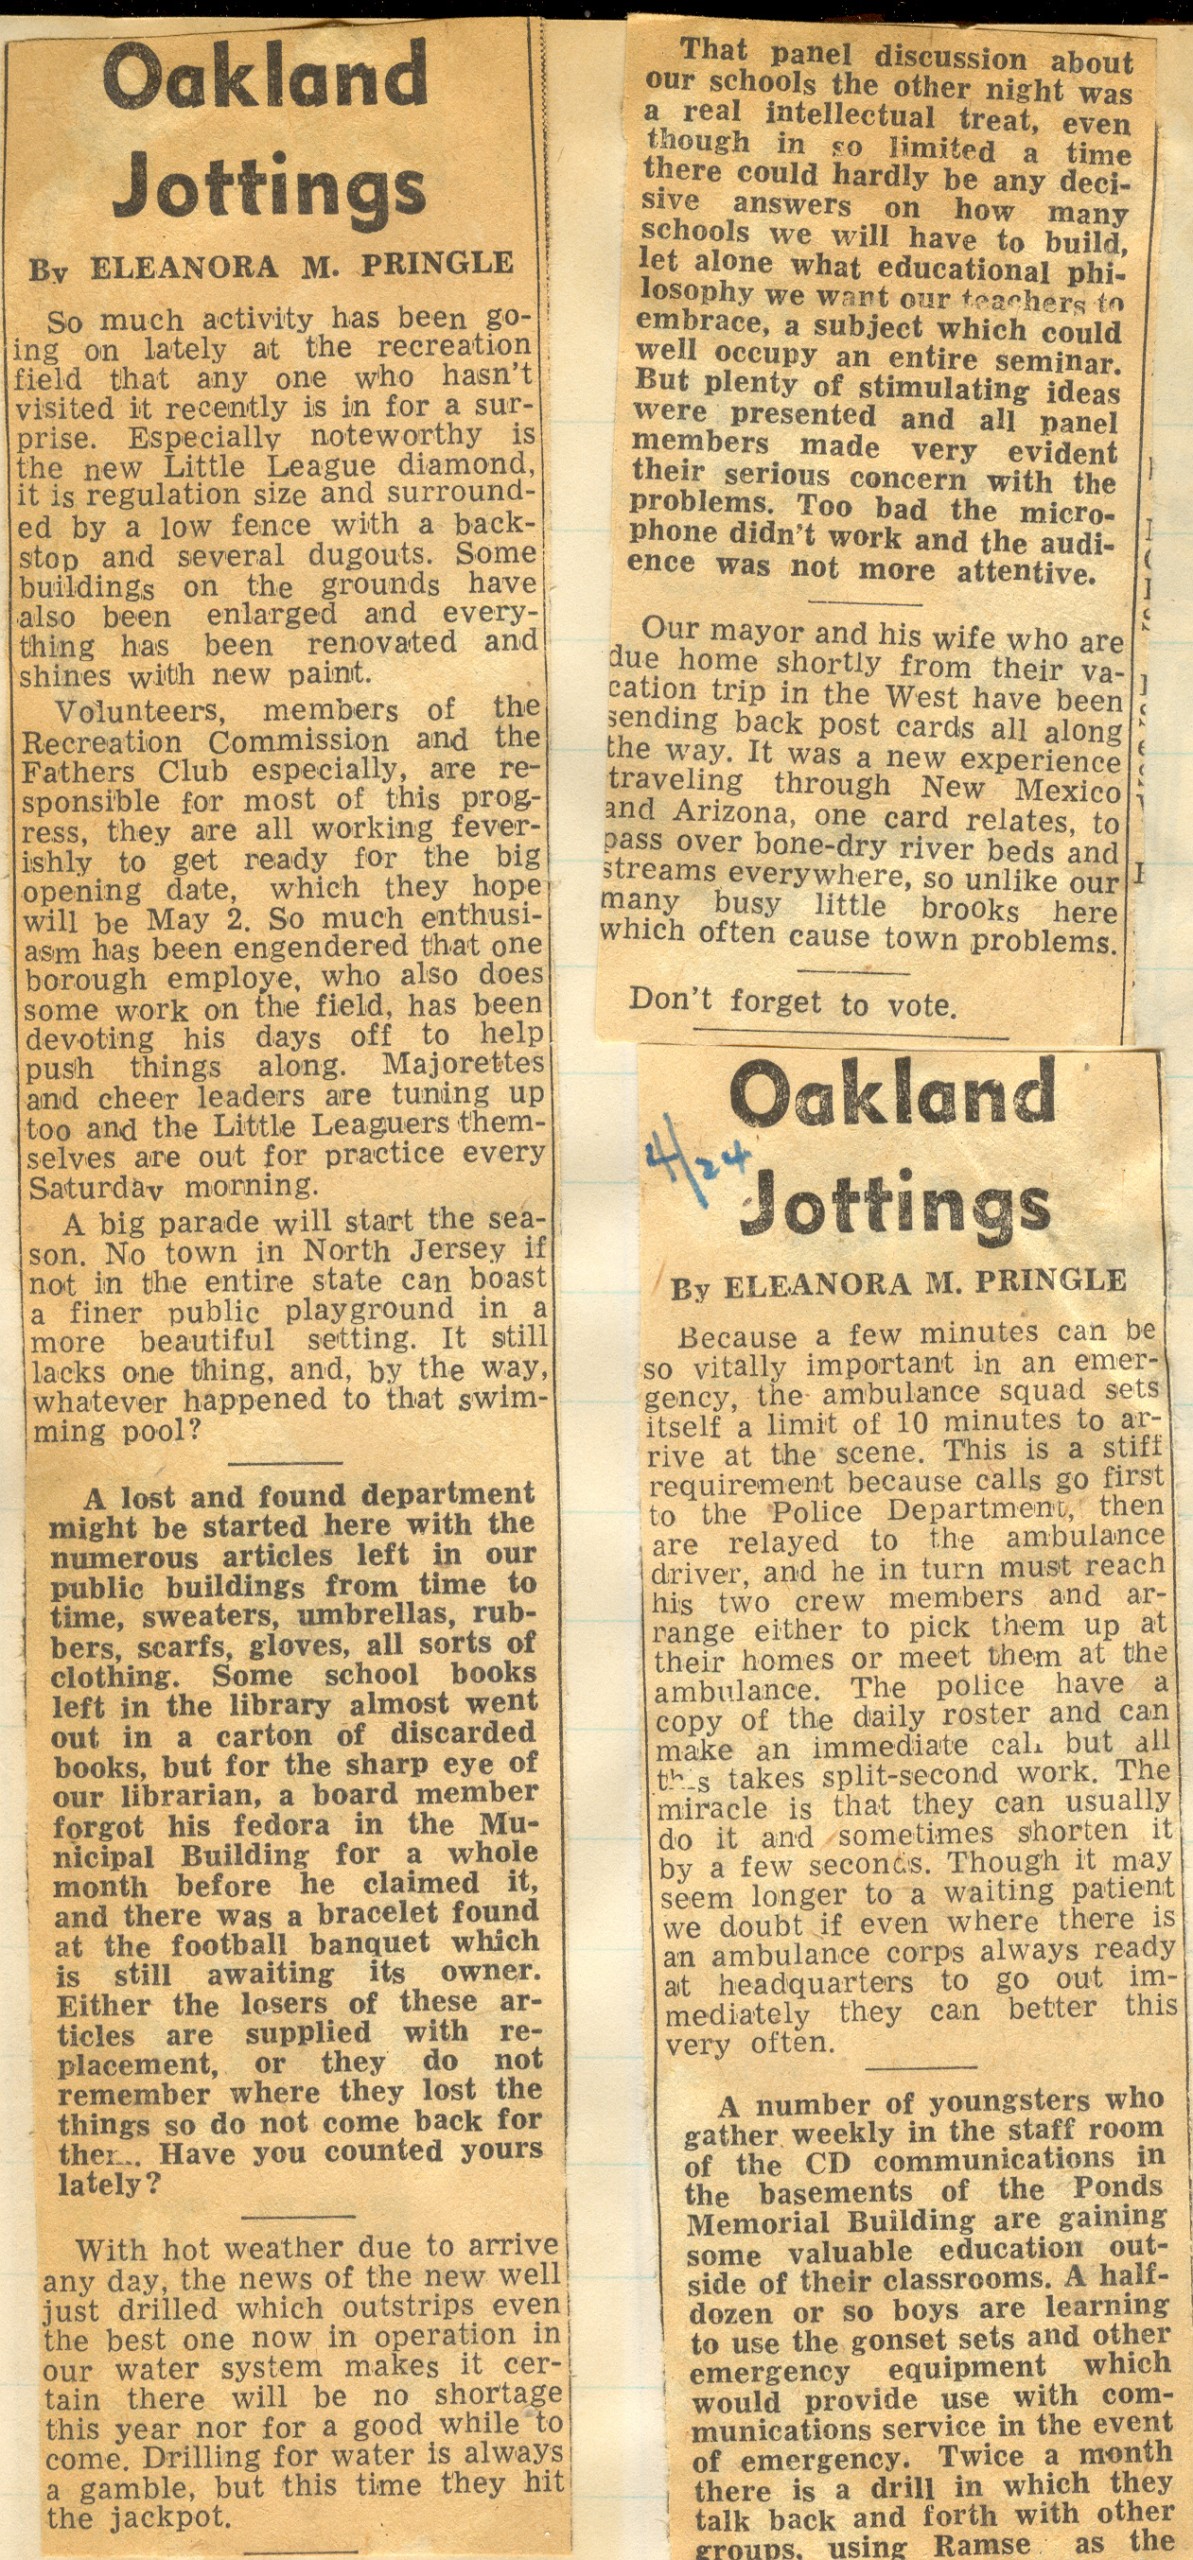 Oakland
Jottings
By ELEANORA M. PRINGLE
So much activity has been go-
ing on lately at the recreation
field that any one who hasn't
visited it recently is in for a sur-
prise. Especially noteworthy is
the new Little League diamond,
it is regulation size and surround-
ed by a low fence with a back-
stop and several dugouts. Some
buildings on the grounds have
also been enlarged and every-
thing has been renovated and
shines with new paint.
Volunteers, members of the
Recreation Commission and the
Fathers Club especially, are re-
sponsible for most of this prog-
ress, they are all working fever-
ishly to get ready for the big
opening date, which they hope
will be May 2. So much enthusi-
asm has been engendered that one
borough employe, who also does
some work on the field, has been
devoting his days off to help
push things along. Majorettes
and cheer leaders are tuning up
too and the Little Leaguers them-
selves are out for practice every
Saturday morning.
A big parade will start the sea-
son. No town in North Jersey if
not in the entire state can boast
a finer public playground in a
more beautiful setting. It still
lacks one thing, and, by the way,
whatever happened to that swim-
ming pool?
A lost and found department
might be started here with the
numerous articles left in our
public buildings from time to
time, sweaters, umbrellas, rub-
bers, scarfs, gloves, all sorts of
clothing. Some school books
left in the library almost went
out in a carton of discarded
books, but for the sharp eye of
our librarian, a board member
forgot his fedora in the Mu-
nicipal Building for a whole
month before he claimed it,
and there was a bracelet found
at the football banquet which
is still awaiting its owner.
Either the losers of these ar-
ticles are supplied with re-
placement, or they do not
remember where they lost the
things so do not come back for
Have you counted yours
lately?
With hot weather due to arrive
any day, the news of the new well
just drilled which outstrips even
the best one now in operation in
our water system makes it cer-
tain there will be no shortage
this year nor for a good while to
come. Drilling for water is always
a gamble, but this time they hit
the jackpot.
That panel discussion about
our schools the other night was
a real intellectual treat, even
though in so limited a time
there could hardly be any deci-
sive answers on how many
schools we will have to build,
let alone what educational phi-
losophy we want our teachers to
embrace, a subject which could
well occupy an entire seminar.
But plenty of stimulating ideas
were presented and all panel
members made very evident
their serious concern with the
problems. Too bad the micro-
phone didn't work and the audi-
ence was not more attentive.
Our mayor and his wife who are
due home shortly from their va-
cation trip in the West have been
sending back post cards all along
the way. It was a new experience
traveling through New Mexico
and Arizona, one card relates, to
pass over bone-dry river beds and
streams everywhere, so unlike our
many busy little brooks here
which often cause town problems.
Don't forget to vote.
Oakland
4/24
Jottings
By ELEANORA M. PRINGLE
Because a few minutes can be
so vitally important in an emer-
gency, the ambulance squad sets
itself a limit of 10 minutes to ar-
rive at the scene. This is a stiff
requirement because calls go first
to the Police Department, then
are relayed to the ambulance
driver, and he in turn must reach
his two crew members and ar-
range either to pick them up at
their homes or meet them at the
ambulance. The police have a
copy of the daily roster and can
make an immediate call but all
this takes split-second work. The
miracle is that they can usually
do it and sometimes shorten it
by a few seconds. Though it may
seem longer to a waiting patient
we doubt if even where there is
an ambulance corps always ready
at headquarters to go out im-
mediately they can better this
very often.
A number of youngsters who
gather weekly in the staff room
of the CD communications in
the basements of the Ponds
Memorial Building are gaining
some valuable education out-
side of their classrooms. A half-
dozen or so boys are learning
to use the gonset sets and other
emergency equipment which
would provide use with com-
munications service in the event
of emergency. Twice a month
there is a drill in which they
talk back and forth with other
groups, using as the